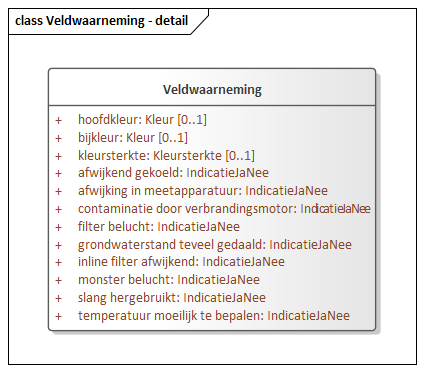 class Veldwaarneming - detail
Veldwaarneming
+ hoofdkleur: Kleur [0..1]
+ bijkleur: Kleur [0..1]
+ kleursterkte: Kleursterkte [0..1]
+ afwijkend gekoeld: IndicatieJaNee
+ afwijking in meetapparatuur: IndicatieJaNee
+ contaminatie door verbrandingsmotor: IndicatieJaNee
+ filter belucht: IndicatieJaNee
+ grondwaterstand teveel gedaald: IndicatieJaNee
+ inline filter afwijkend: IndicatieJaNee
+ monster belucht: IndicatieJaNee
+ slang hergebruikt: IndicatieJaNee
+ temperatuur moeilijk te bepalen: IndicatieJaNee